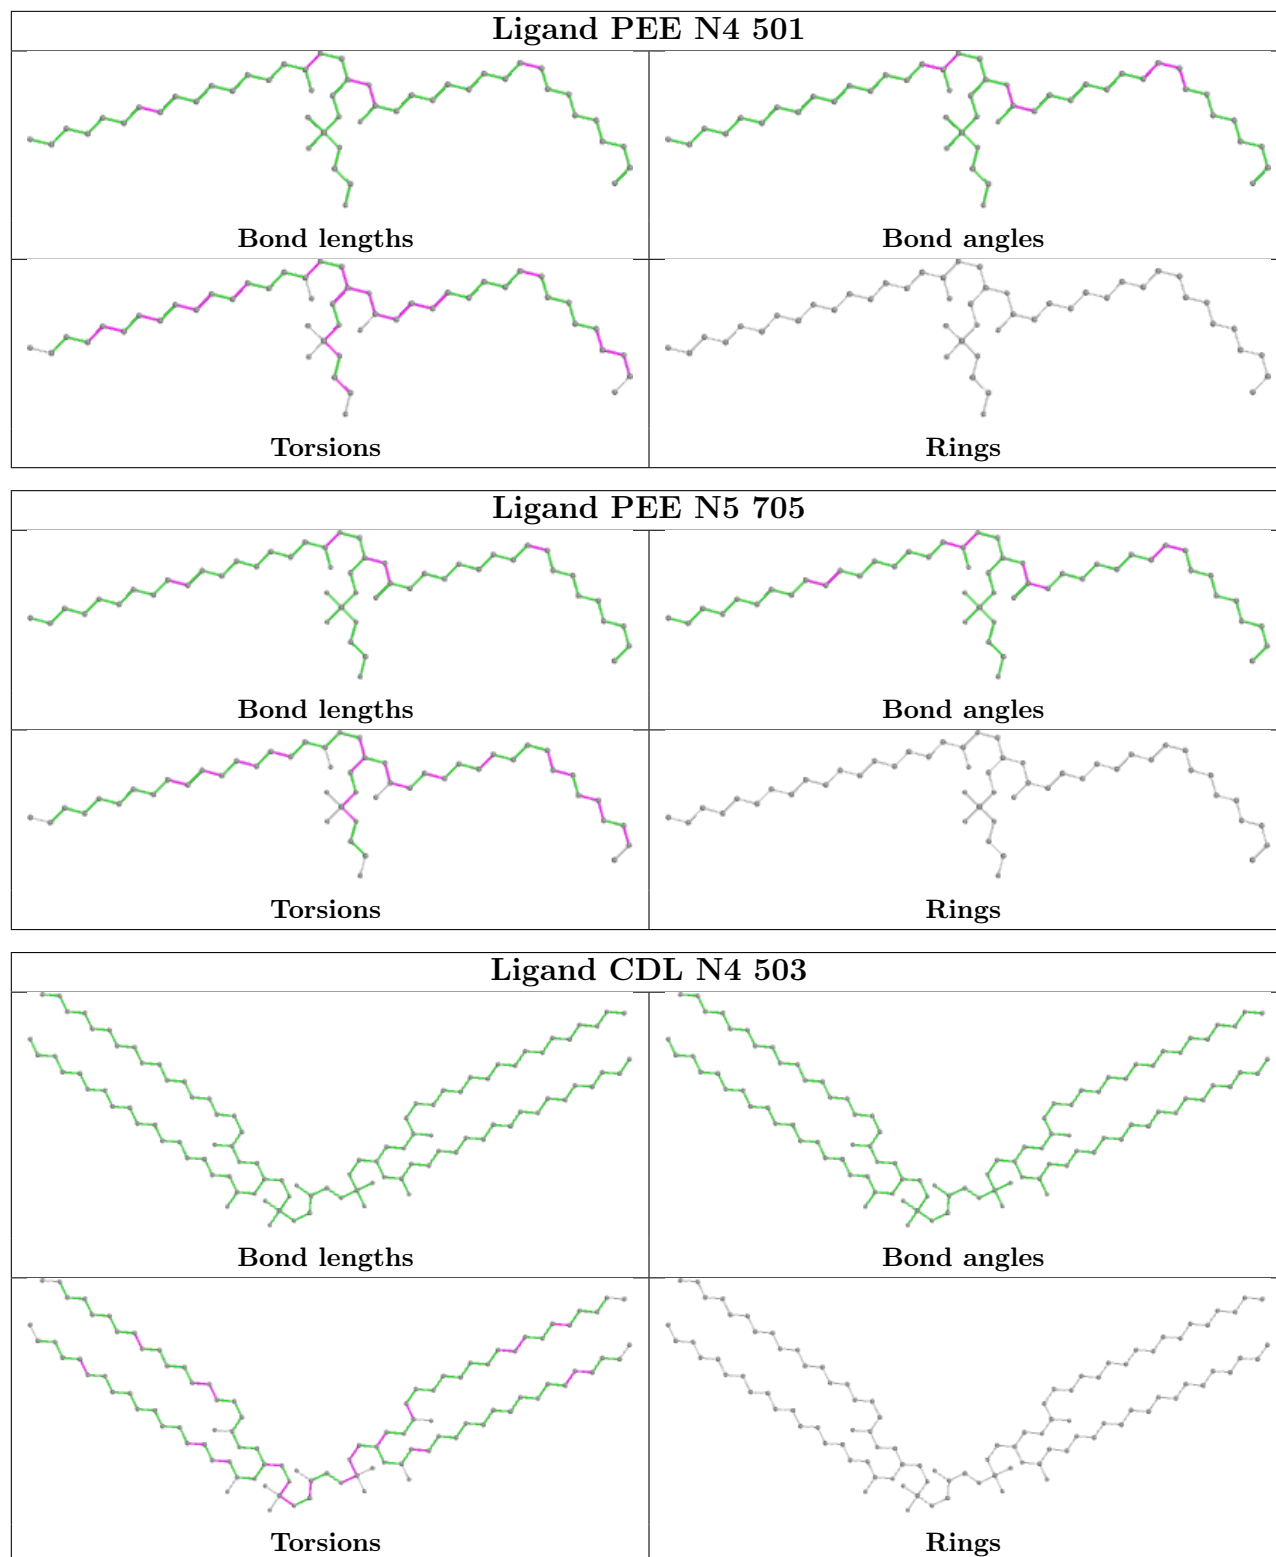 Ligand PEE N4 501
Bond lengths
Bond angles
Torsions
Rings
Ligand PEE N5 705
Bond lengths
Bond angles
Torsions
Rings
Ligand CDL N4 503
Bond lengths
Bond angles
Torsions
Rings